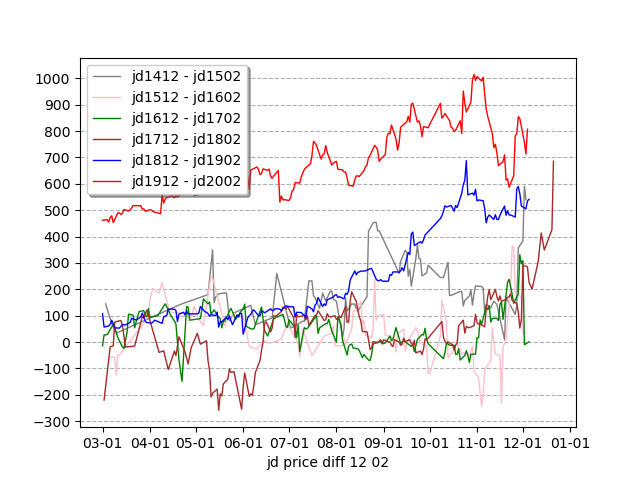 jd1412 - jd1502
jd1512 - jd1602
jd1612 - jd1702
jd1712 - jd1802
jd1812 - jd1902
jd1912 - jd2002
1000
900
800
700
600
500
400
300
200
100
0
−100
−200
−300
03-01 04-01 05-01 06-01 07-01 08-01 09-01 10-01 11-01 12-01 01-01
jd price diff 12 02